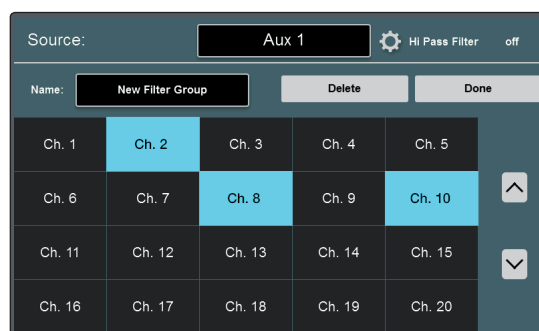 Source: Aux 1 Hi Pass Filter off
Name: New Filter Group Delete Done
Ch. 1 Ch. 2 Ch. 3 Ch. 4 Ch. 5
Ch. 6 Ch. 7 Ch. 8 Ch. 9 Ch. 10
Ch. 11 Ch. 12 Ch. 13 Ch. 14 Ch. 15
Ch. 16 Ch. 17 Ch. 18 Ch. 19 Ch. 20